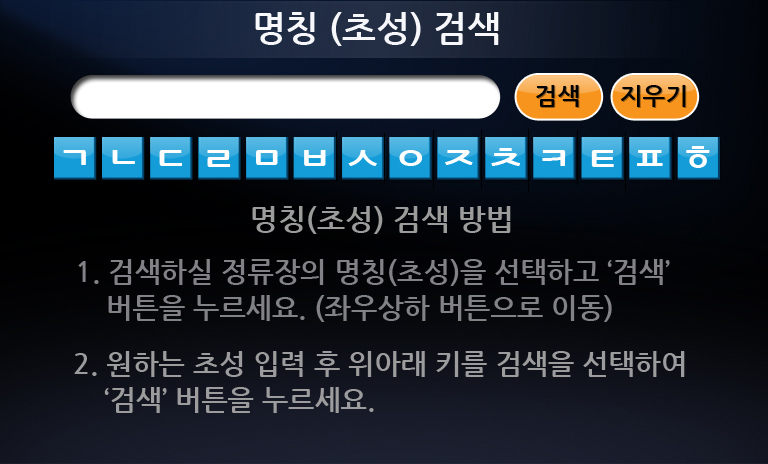 명칭 (초성) 검색
검색 지우기
ㄱ ㄴ ㄷ ㄹ ㅁ ㅂ ㅅ ㅇ ㅈ ㅊ ㅋ ㅌ ㅍ ㅎ
명칭(초성) 검색 방법
1. 검색하실 정류장의 명칭(초성)을 선택하고 ‘검색’
버튼을 누르세요. (좌우상하 버튼으로 이동)
2. 원하는 초성 입력 후 위아래 키를 검색을 선택하여
‘검색’ 버튼을 누르세요.